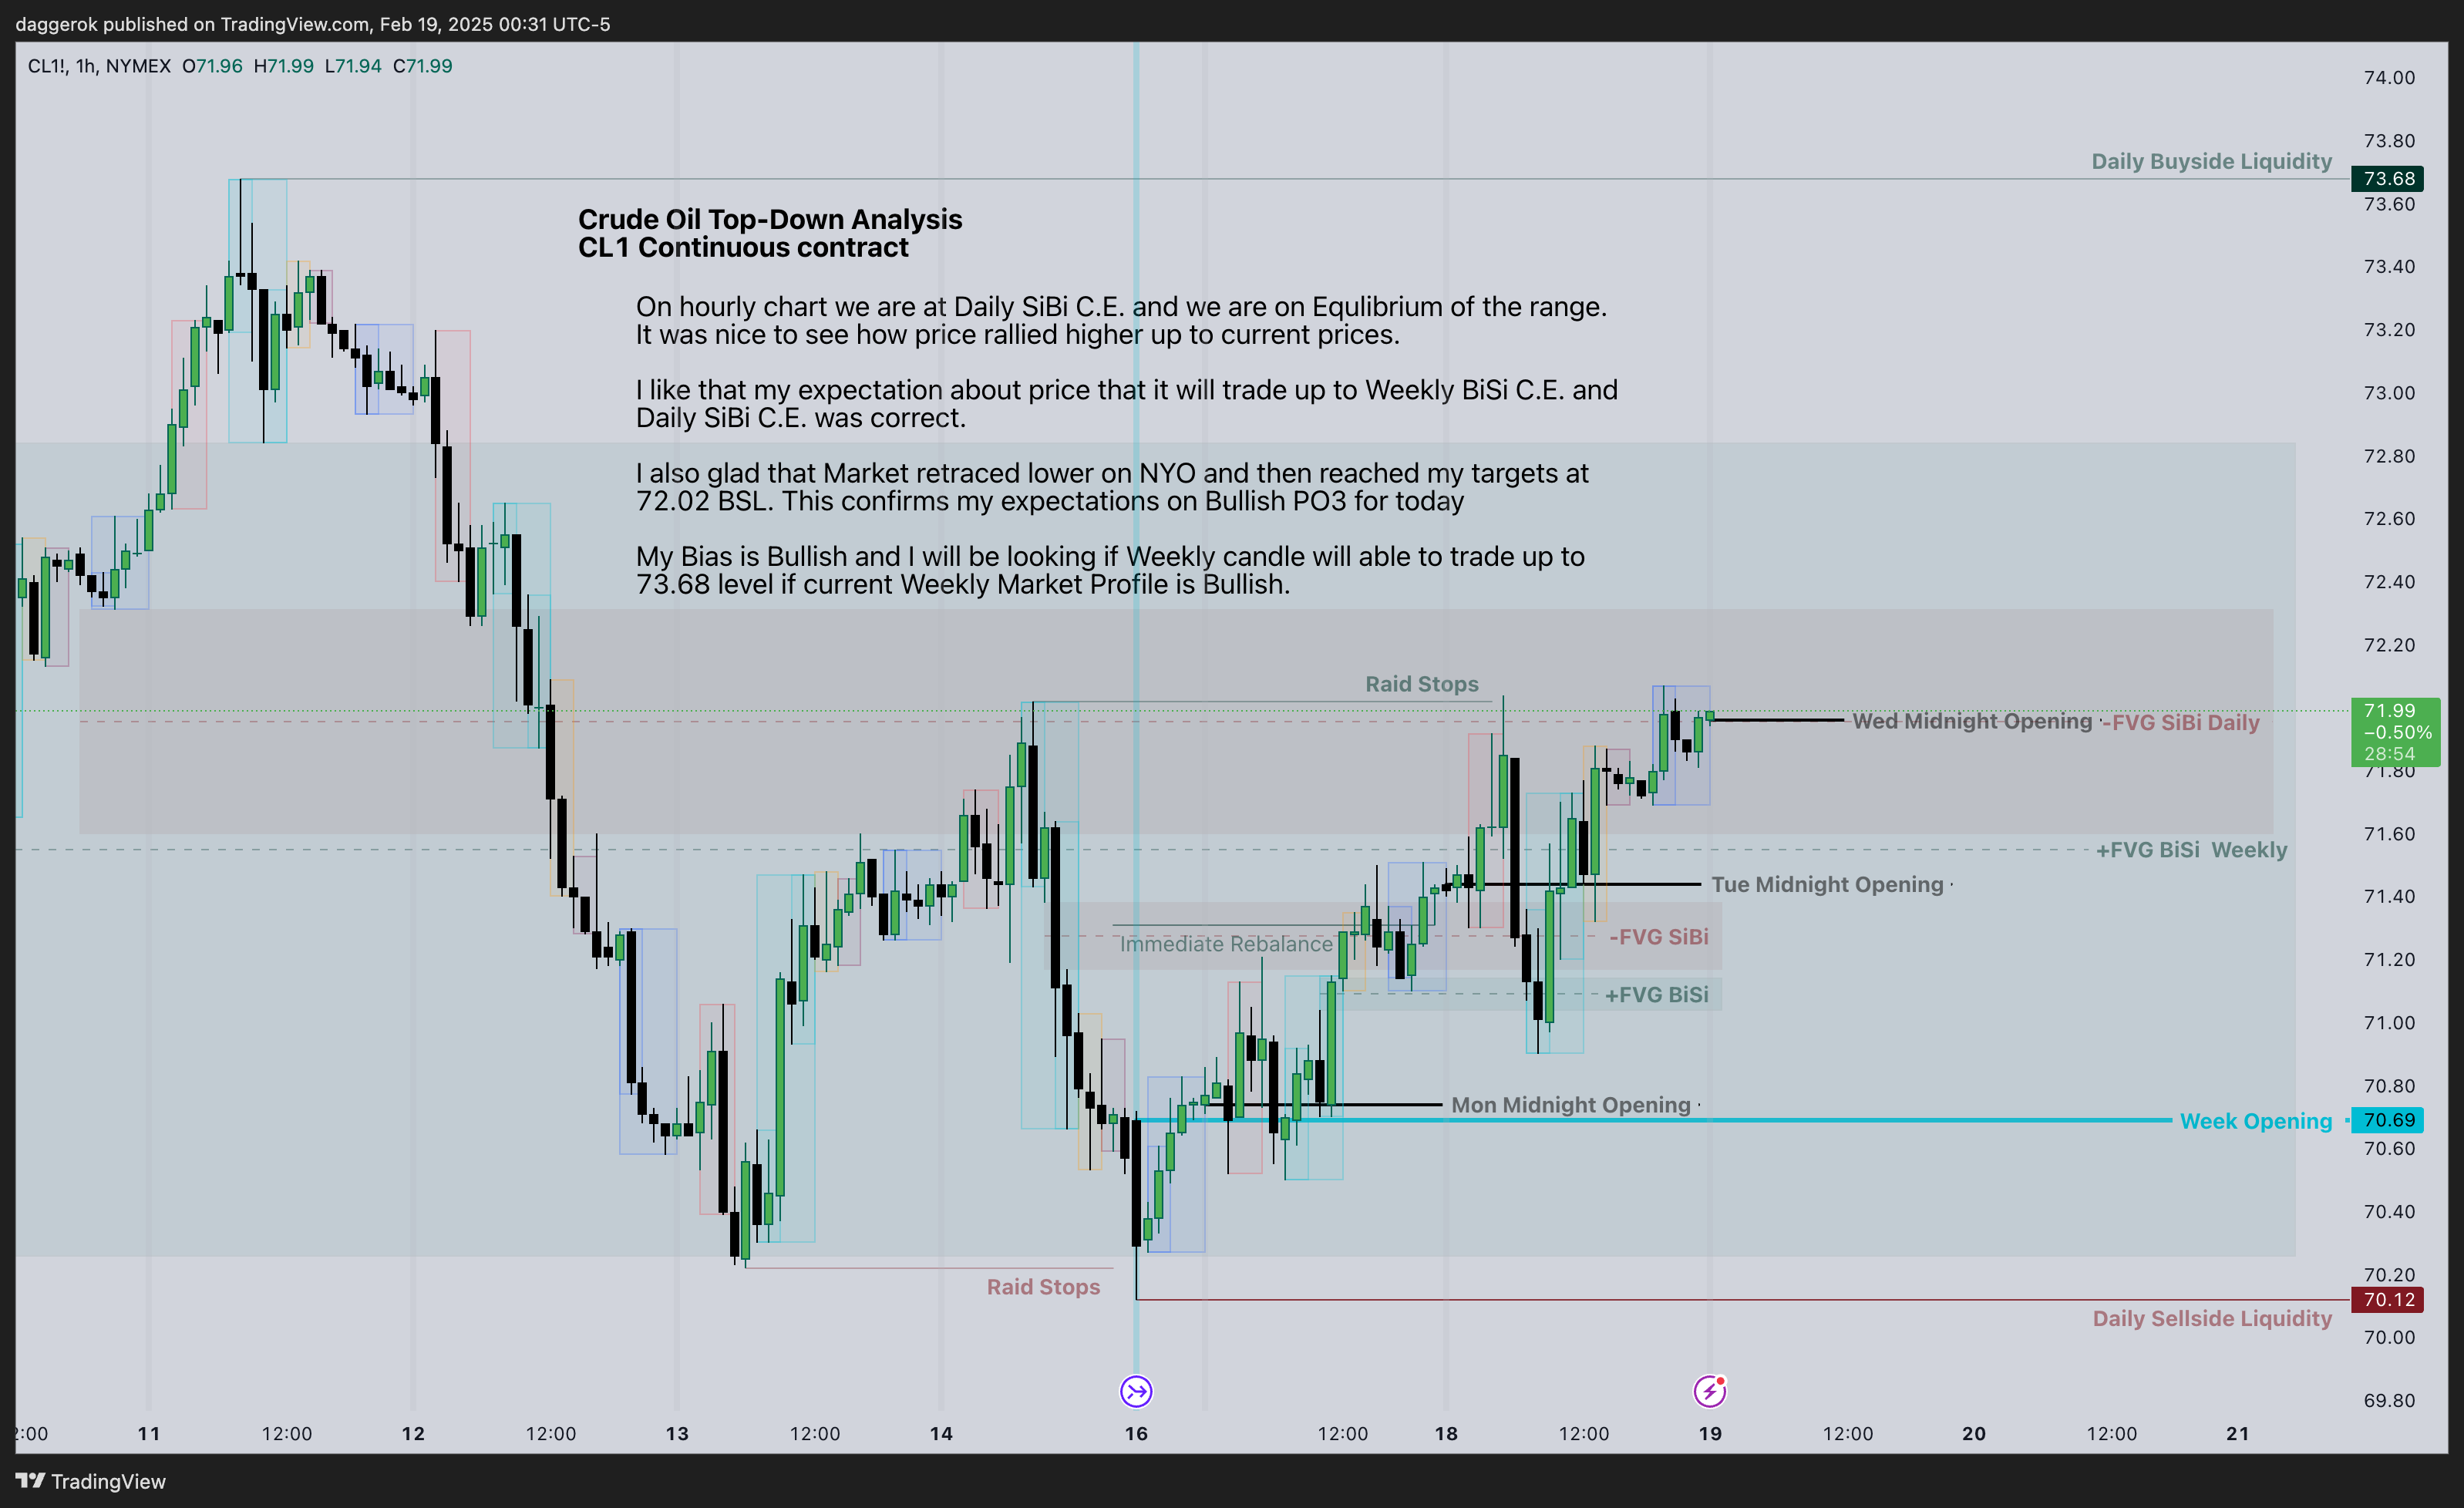 daggerok published on TradingView.com, Feb 19, 2025 00:31 UTC-5
CL1!, 1h, NYMEX O71.96 H71.99 L71.94 C71.99
74.00
73.80
Daily Buyside Liquidity
73.68
73.60
Crude Oil Top-Down Analysis
CL1 Continuous contract
73.40
On hourly chart we are at Daily SiBi C.E. and we are on Equlibrium of the range.
It was nice to see how price rallied higher up to current prices.
73.20
I like that my expectation about price that it will trade up to Weekly BiSi C.E. and
Daily SiBi C.E. was correct.
73.00
72.80
I also glad that Market retraced lower on NYO and then reached my targets at
72.02 BSL. This confirms my expectations on Bullish PO3 for today
72.60
My Bias is Bullish and I will be looking if Weekly candle will able to trade up to
73.68 level if current Weekly Market Profile is Bullish.
72.40
72.20
Raid Stops
71.99
Wed Midnight Opening
-FVG SiBi Daily
−0.50%
28:54
71.80
71.60
+FVG BiSi Weekly
Tue Midnight Opening
71.40
Immediate Rebalance
-FVG SiBi
71.20
+FVG BiSi
71.00
70.80
Mon Midnight Opening
Week Opening
70.69
70.60
70.40
70.20
Raid Stops
70.12
Daily Sellside Liquidity
70.00
69.80
2:00 11 12:00 12 12:00 13 12:00 14 16 12:00 18 12:00 19 12:00 20 12:00 21
TradingView